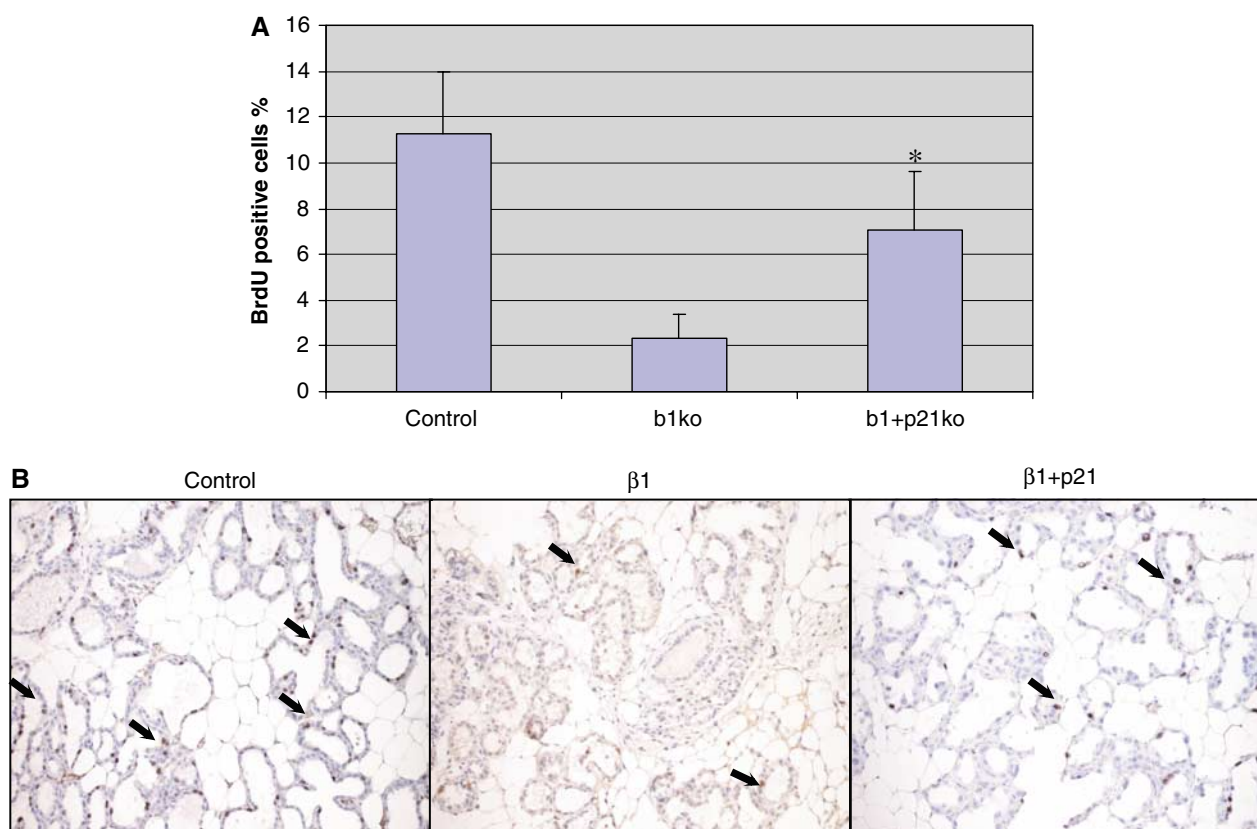 A
16
14
12
10
8
6
4
2
0
BrdU positive cells %
*
Control b1ko b1+p21ko
B
Control β1 β1+p21